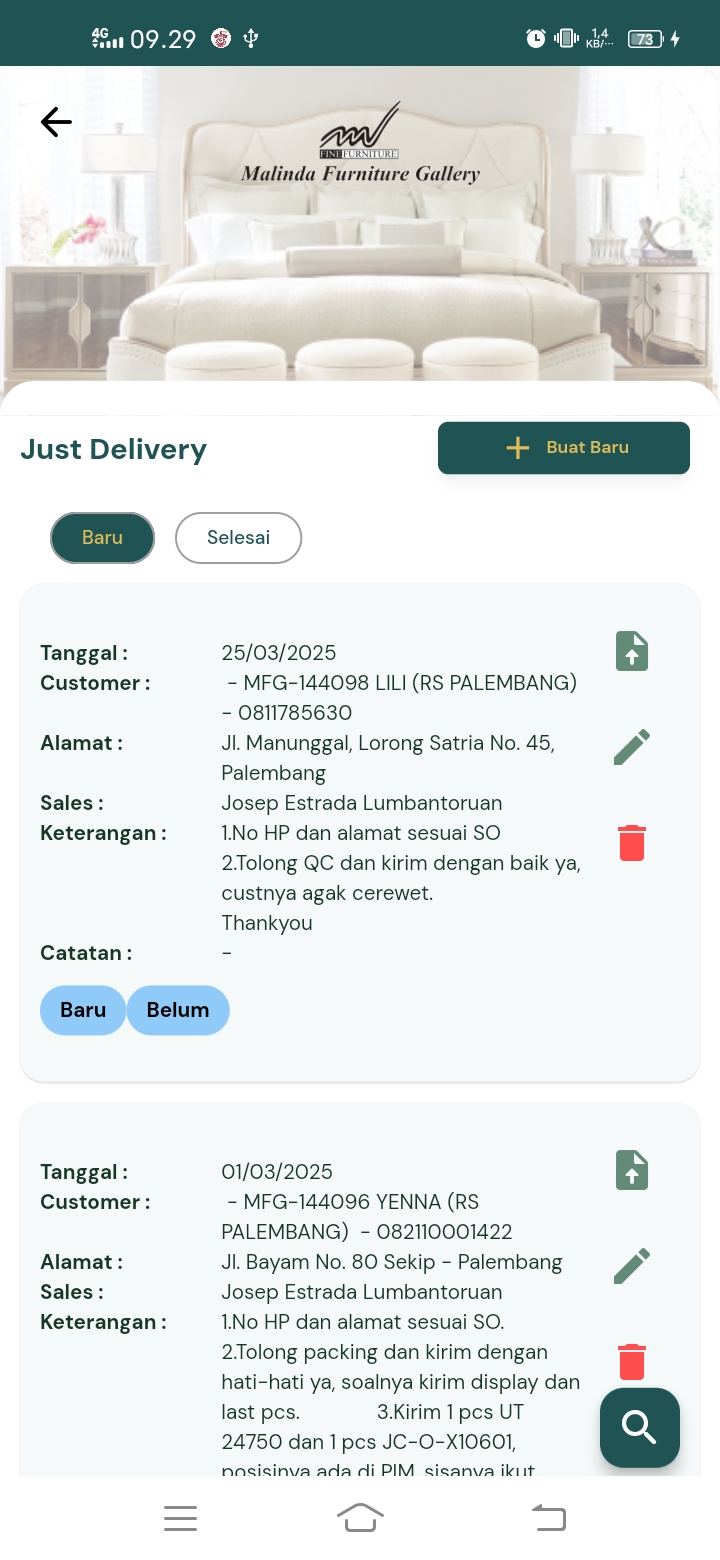 4G 09.29 1,4 KB/... 73
FINE FURNITURE
Malinda Furniture Gallery
Just Delivery
+ Buat Baru
Baru Selesai
Tanggal : 25/03/2025
Customer : - MFG-144098 LILI (RS PALEMBANG)
- 0811785630
Alamat : Jl. Manunggal, Lorong Satria No. 45,
Palembang
Sales : Josep Estrada Lumbantoruan
Keterangan : 1.No HP dan alamat sesuai SO
2.Tolong QC dan kirim dengan baik ya,
custnya agak cerewet.
Thankyou
Catatan : -
Baru Belum
Tanggal : 01/03/2025
Customer : - MFG-144096 YENNA (RS
PALEMBANG) - 082110001422
Alamat : Jl. Bayam No. 80 Sekip - Palembang
Sales : Josep Estrada Lumbantoruan
Keterangan : 1.No HP dan alamat sesuai SO.
2.Tolong packing dan kirim dengan
hati-hati ya, soalnya kirim display dan
last pcs. 3.Kirim 1 pcs UT
24750 dan 1 pcs JC-O-X10601,
posisinya ada di PIM, sisanya ikut